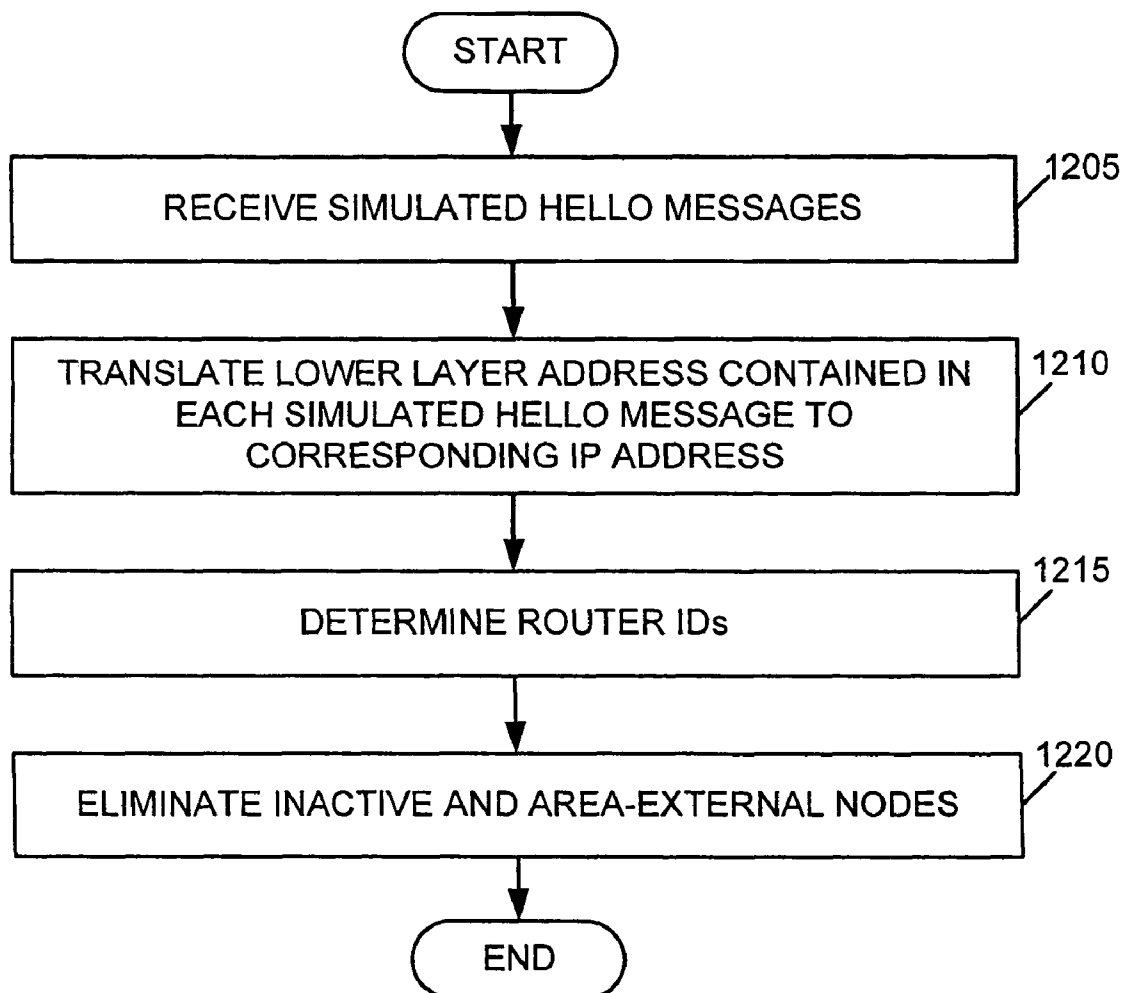 START
1205
RECEIVE SIMULATED HELLO MESSAGES
1210
TRANSLATE LOWER LAYER ADDRESS CONTAINED IN
EACH SIMULATED HELLO MESSAGE TO
CORRESPONDING IP ADDRESS
1215
DETERMINE ROUTER IDs
1220
ELIMINATE INACTIVE AND AREA-EXTERNAL NODES
END